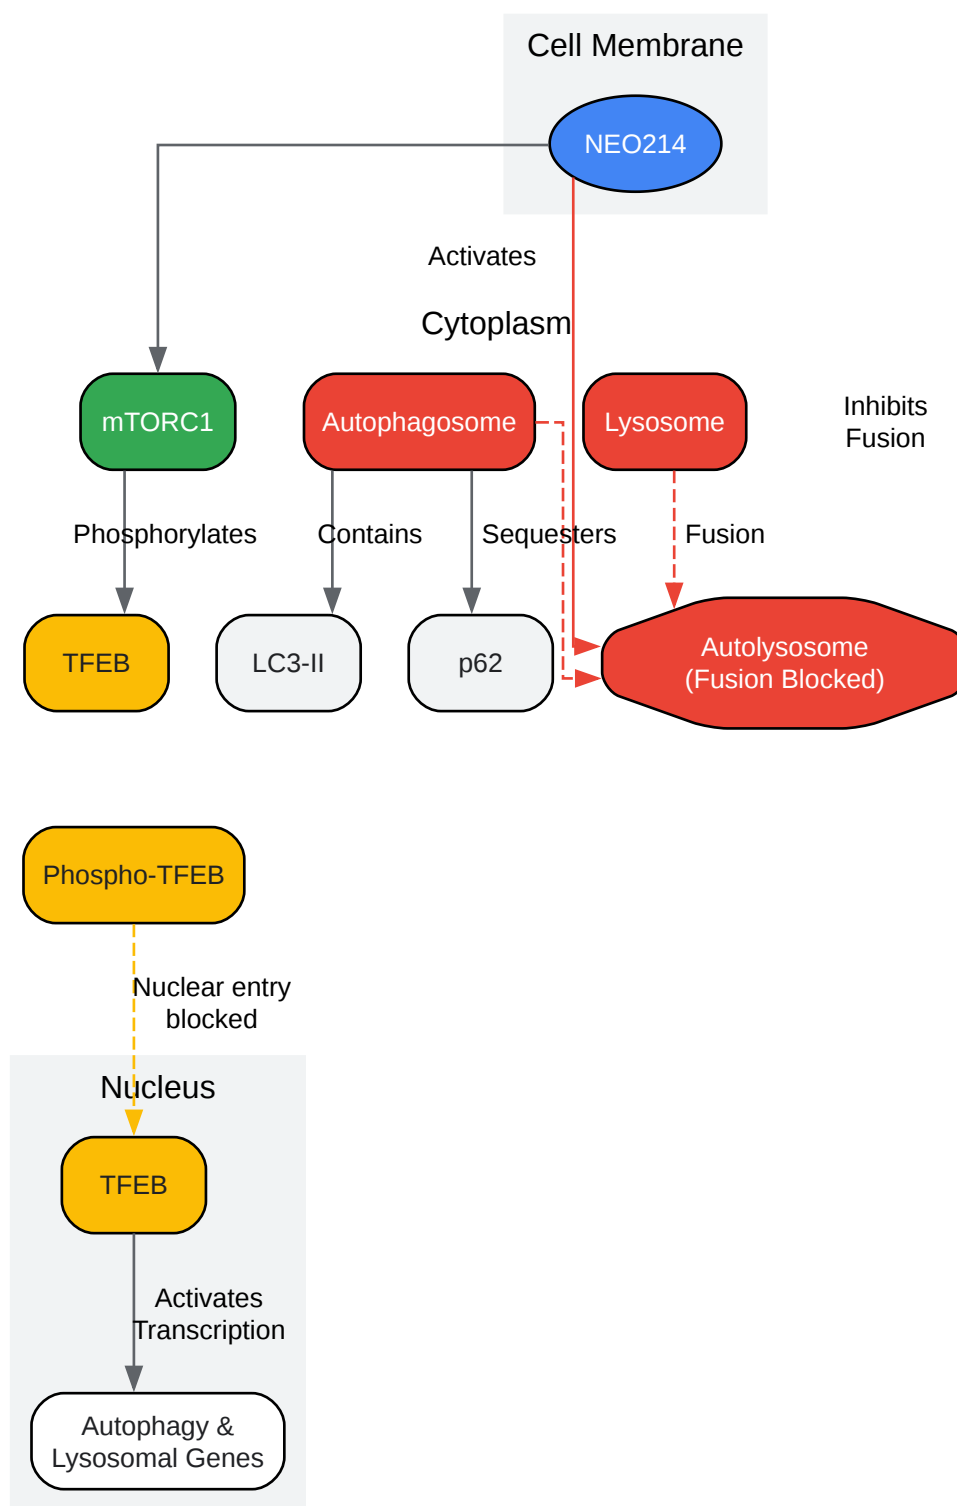 Cell Membrane
NEO214
Activates
Cytoplasm
mTORC1
Autophagosome
Lysosome
Inhibits
Fusion
Phosphorylates
Contains
Sequesters
Fusion
TFEB
LC3-II
p62
Autolysosome
(Fusion Blocked)
Phospho-TFEB
Nuclear entry
blocked
Nucleus
TFEB
Activates
Transcription
Autophagy &
Lysosomal Genes